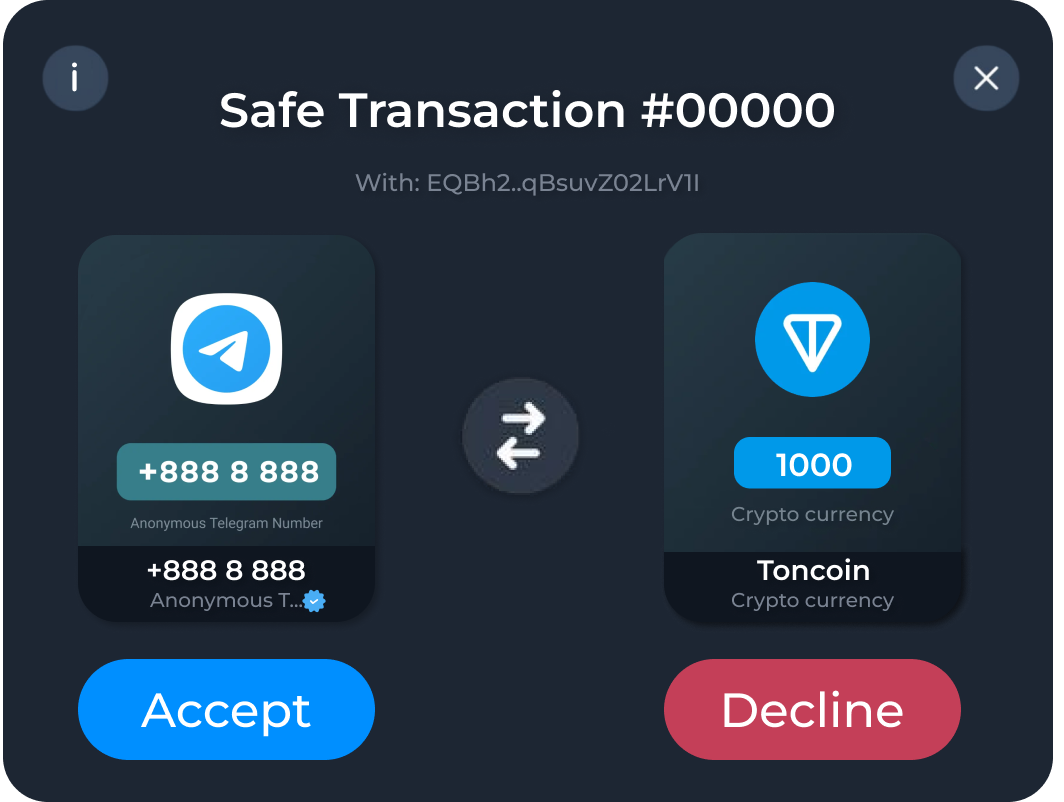 i
Safe Transaction #00000
With: EQBh2..qBsuvZ02LrV1I
+888 8 888
Anonymous Telegram Number
+888 8 888
Anonymous T...
1000
Crypto currency
Toncoin
Crypto currency
Accept
Decline